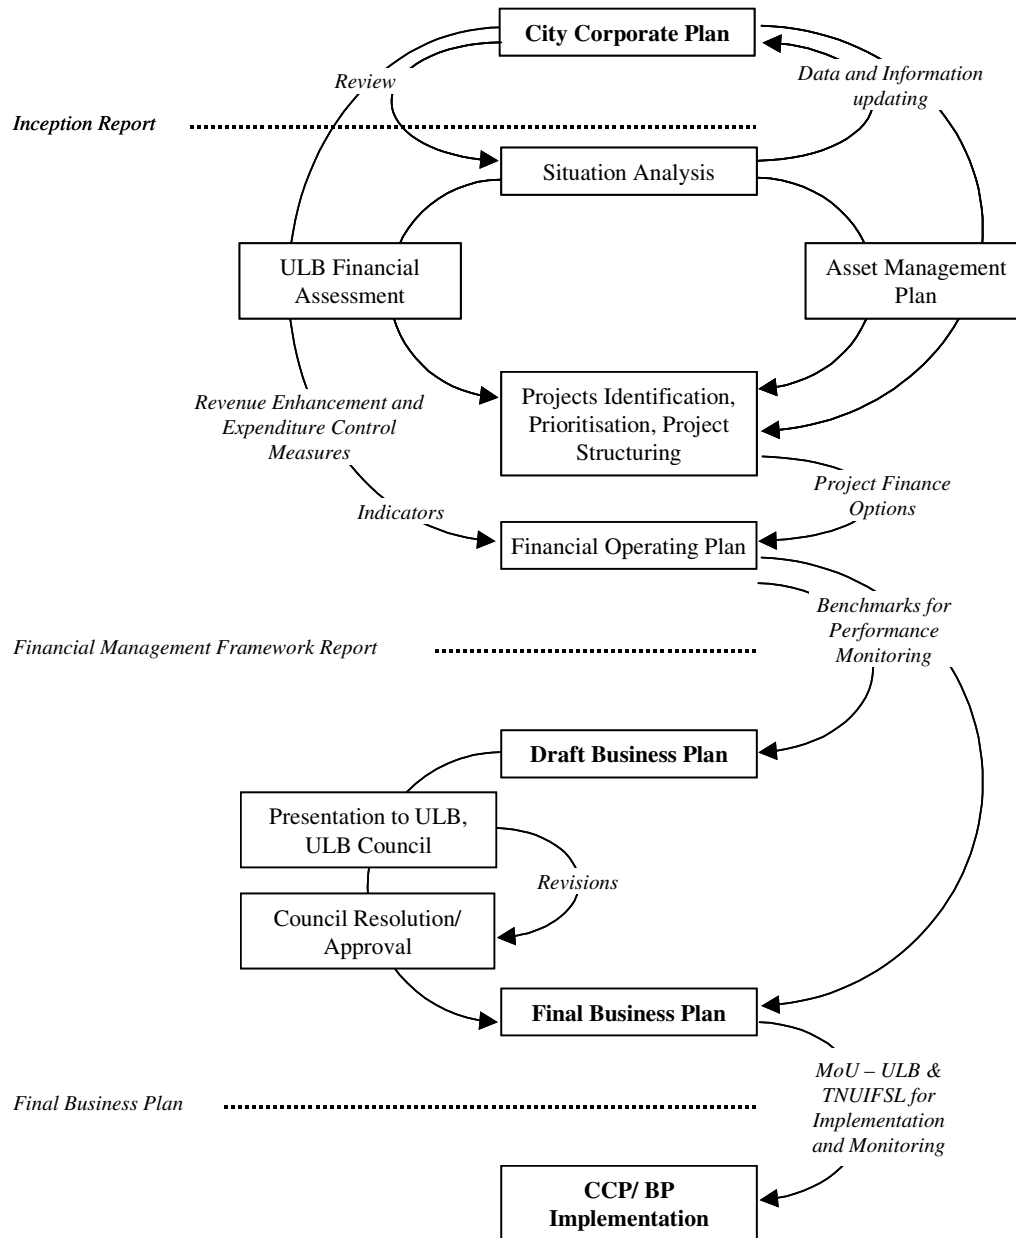 City Corporate Plan
Review
Data and Information
updating
Inception Report
Situation Analysis
ULB Financial
Assessment
Asset Management
Plan
Projects Identification,
Prioritisation, Project
Structuring
Revenue Enhancement and
Expenditure Control
Measures
Project Finance
Options
Indicators
Financial Operating Plan
Benchmarks for
Performance
Monitoring
Financial Management Framework Report
Draft Business Plan
Presentation to ULB,
ULB Council
Revisions
Council Resolution/
Approval
Final Business Plan
MoU – ULB &
TNUIFSL for
Implementation
and Monitoring
Final Business Plan
CCP/ BP
Implementation